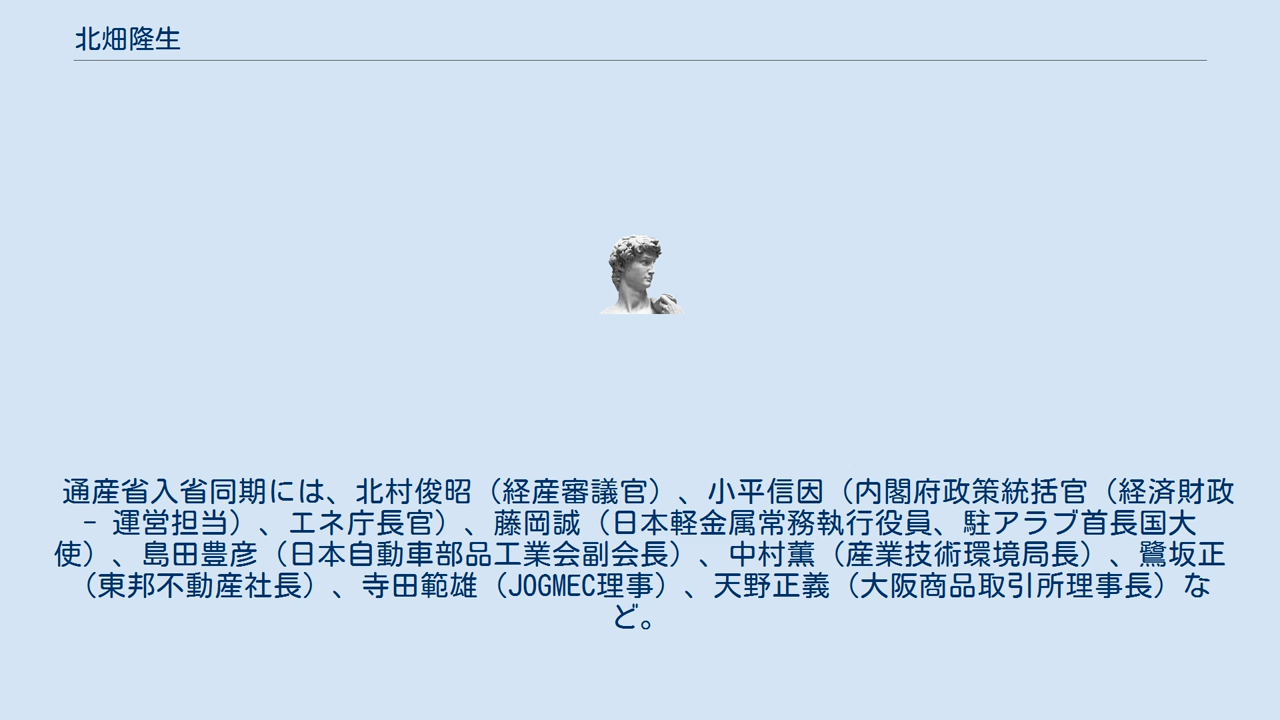 北畑隆生
通産省入省同期には、北村俊昭（経産審議官）、小平信因（内閣府政策統括官（経済財政
− 運営担当）、エネ庁長官）、藤岡誠（日本軽金属常務執行役員、駐アラブ首長国大
使）、島田豊彦（日本自動車部品工業会副会長）、中村薫（産業技術環境局長）、鷺坂正
（東邦不動産社長）、寺田範雄（JOGMEC理事）、天野正義（大阪商品取引所理事長）な
ど。